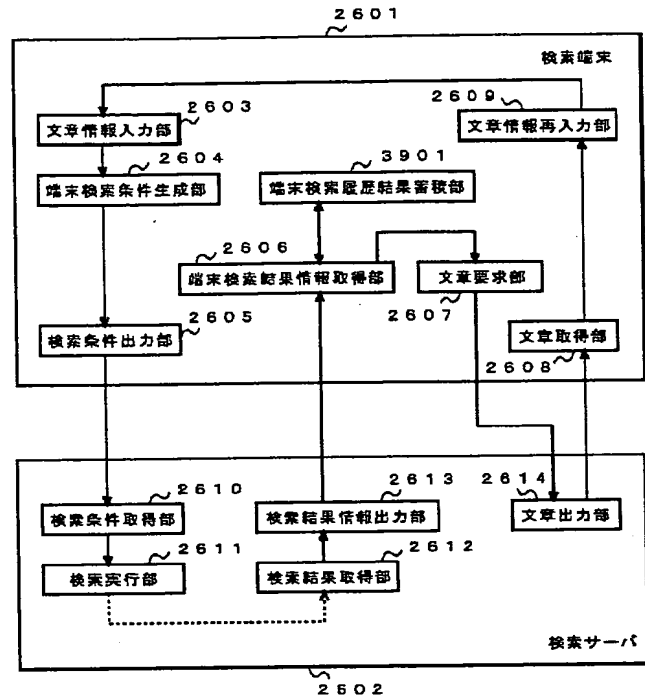 2601
検索端末
2603
文章情報入力部
2609
文章情報再入力部
2604
端末検索条件生成部
3901
端末検索履歴結果蓄積部
2606
端末検索結果情報取得部
文章要求部
2607
2605
検索条件出力部
文章取得部
2608
2610
検索条件取得部
2613
検索結果情報出力部
2614
文章出力部
2611
検索実行部
2612
検索結果取得部
検索サーバ
2602